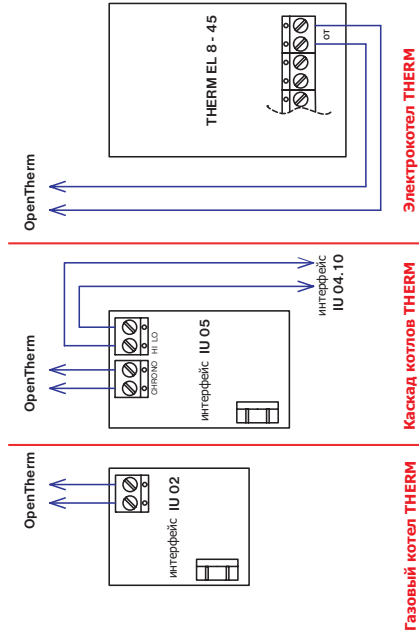 OpenTherm
интерфейс IU 02
Газовый котел THERM
OpenTherm
CHRONO
HI LO
интерфейс IU 05
интерфейс
IU 04.10
Каскад котлов THERM
OpenTherm
THERM EL 8 - 45
OT
Электрокотел THERM